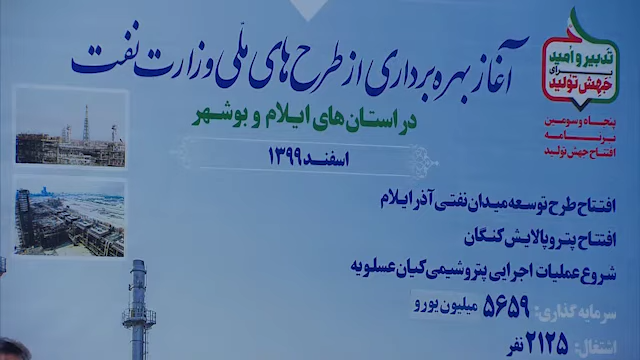 آغاز بهره برداری از طرح های ملّی وزارت نفت
در استان‌های ایلام و بوشهر
اسفند ۱۳۹۹
تدبیر و امید
برای
جهش تولید
پنجاه و سومین
برنامه
افتتاح جهش تولید
افتتاح طرح توسعه میدان نفتی آذر ایلام
افتتاح پتروپالایش کنگان
شروع عملیات اجرایی پتروشیمی کیان عسلویه
سرمایه گذاری: ۵۶۵۹ میلیون یورو
اشتغال: ۲۱۲۵ نفر